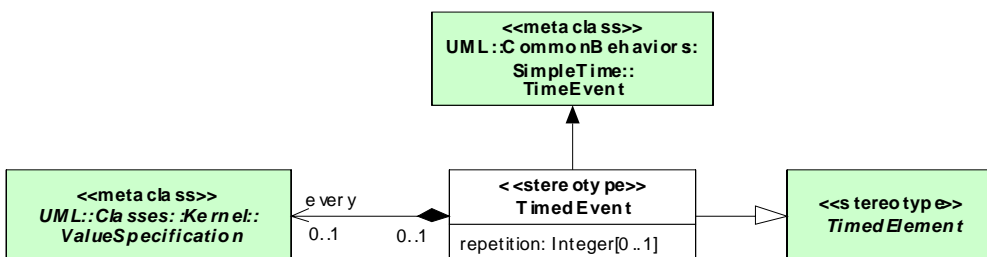 <<metaclass>>
UML::CommonBehaviors:
SimpleTime::
TimeEvent
<<metaclass>>
UML::Classes::Kernel::
ValueSpecification
every
0..1
0..1
<<stereotype>>
TimedEvent
repetition: Integer[0..1]
<<stereotype>>
TimedElement